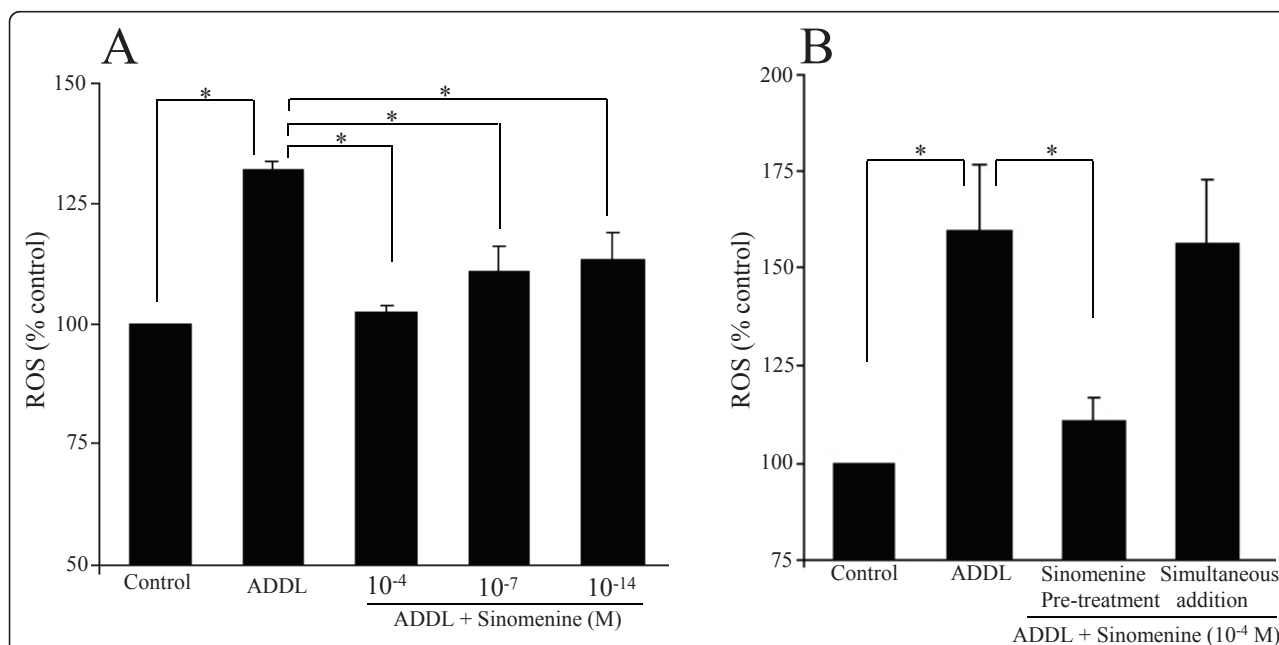 A
150
125
100
75
50
ROS (% control)
*
*
*
*
Control
ADDL
10-4
10-7
10-14
ADDL + Sinomenine (M)
B
200
175
150
125
100
75
ROS (% control)
*
*
Control
ADDL
Sinomenine
Pre-treatment
Simultaneous
addition
ADDL + Sinomenine (10-4 M)